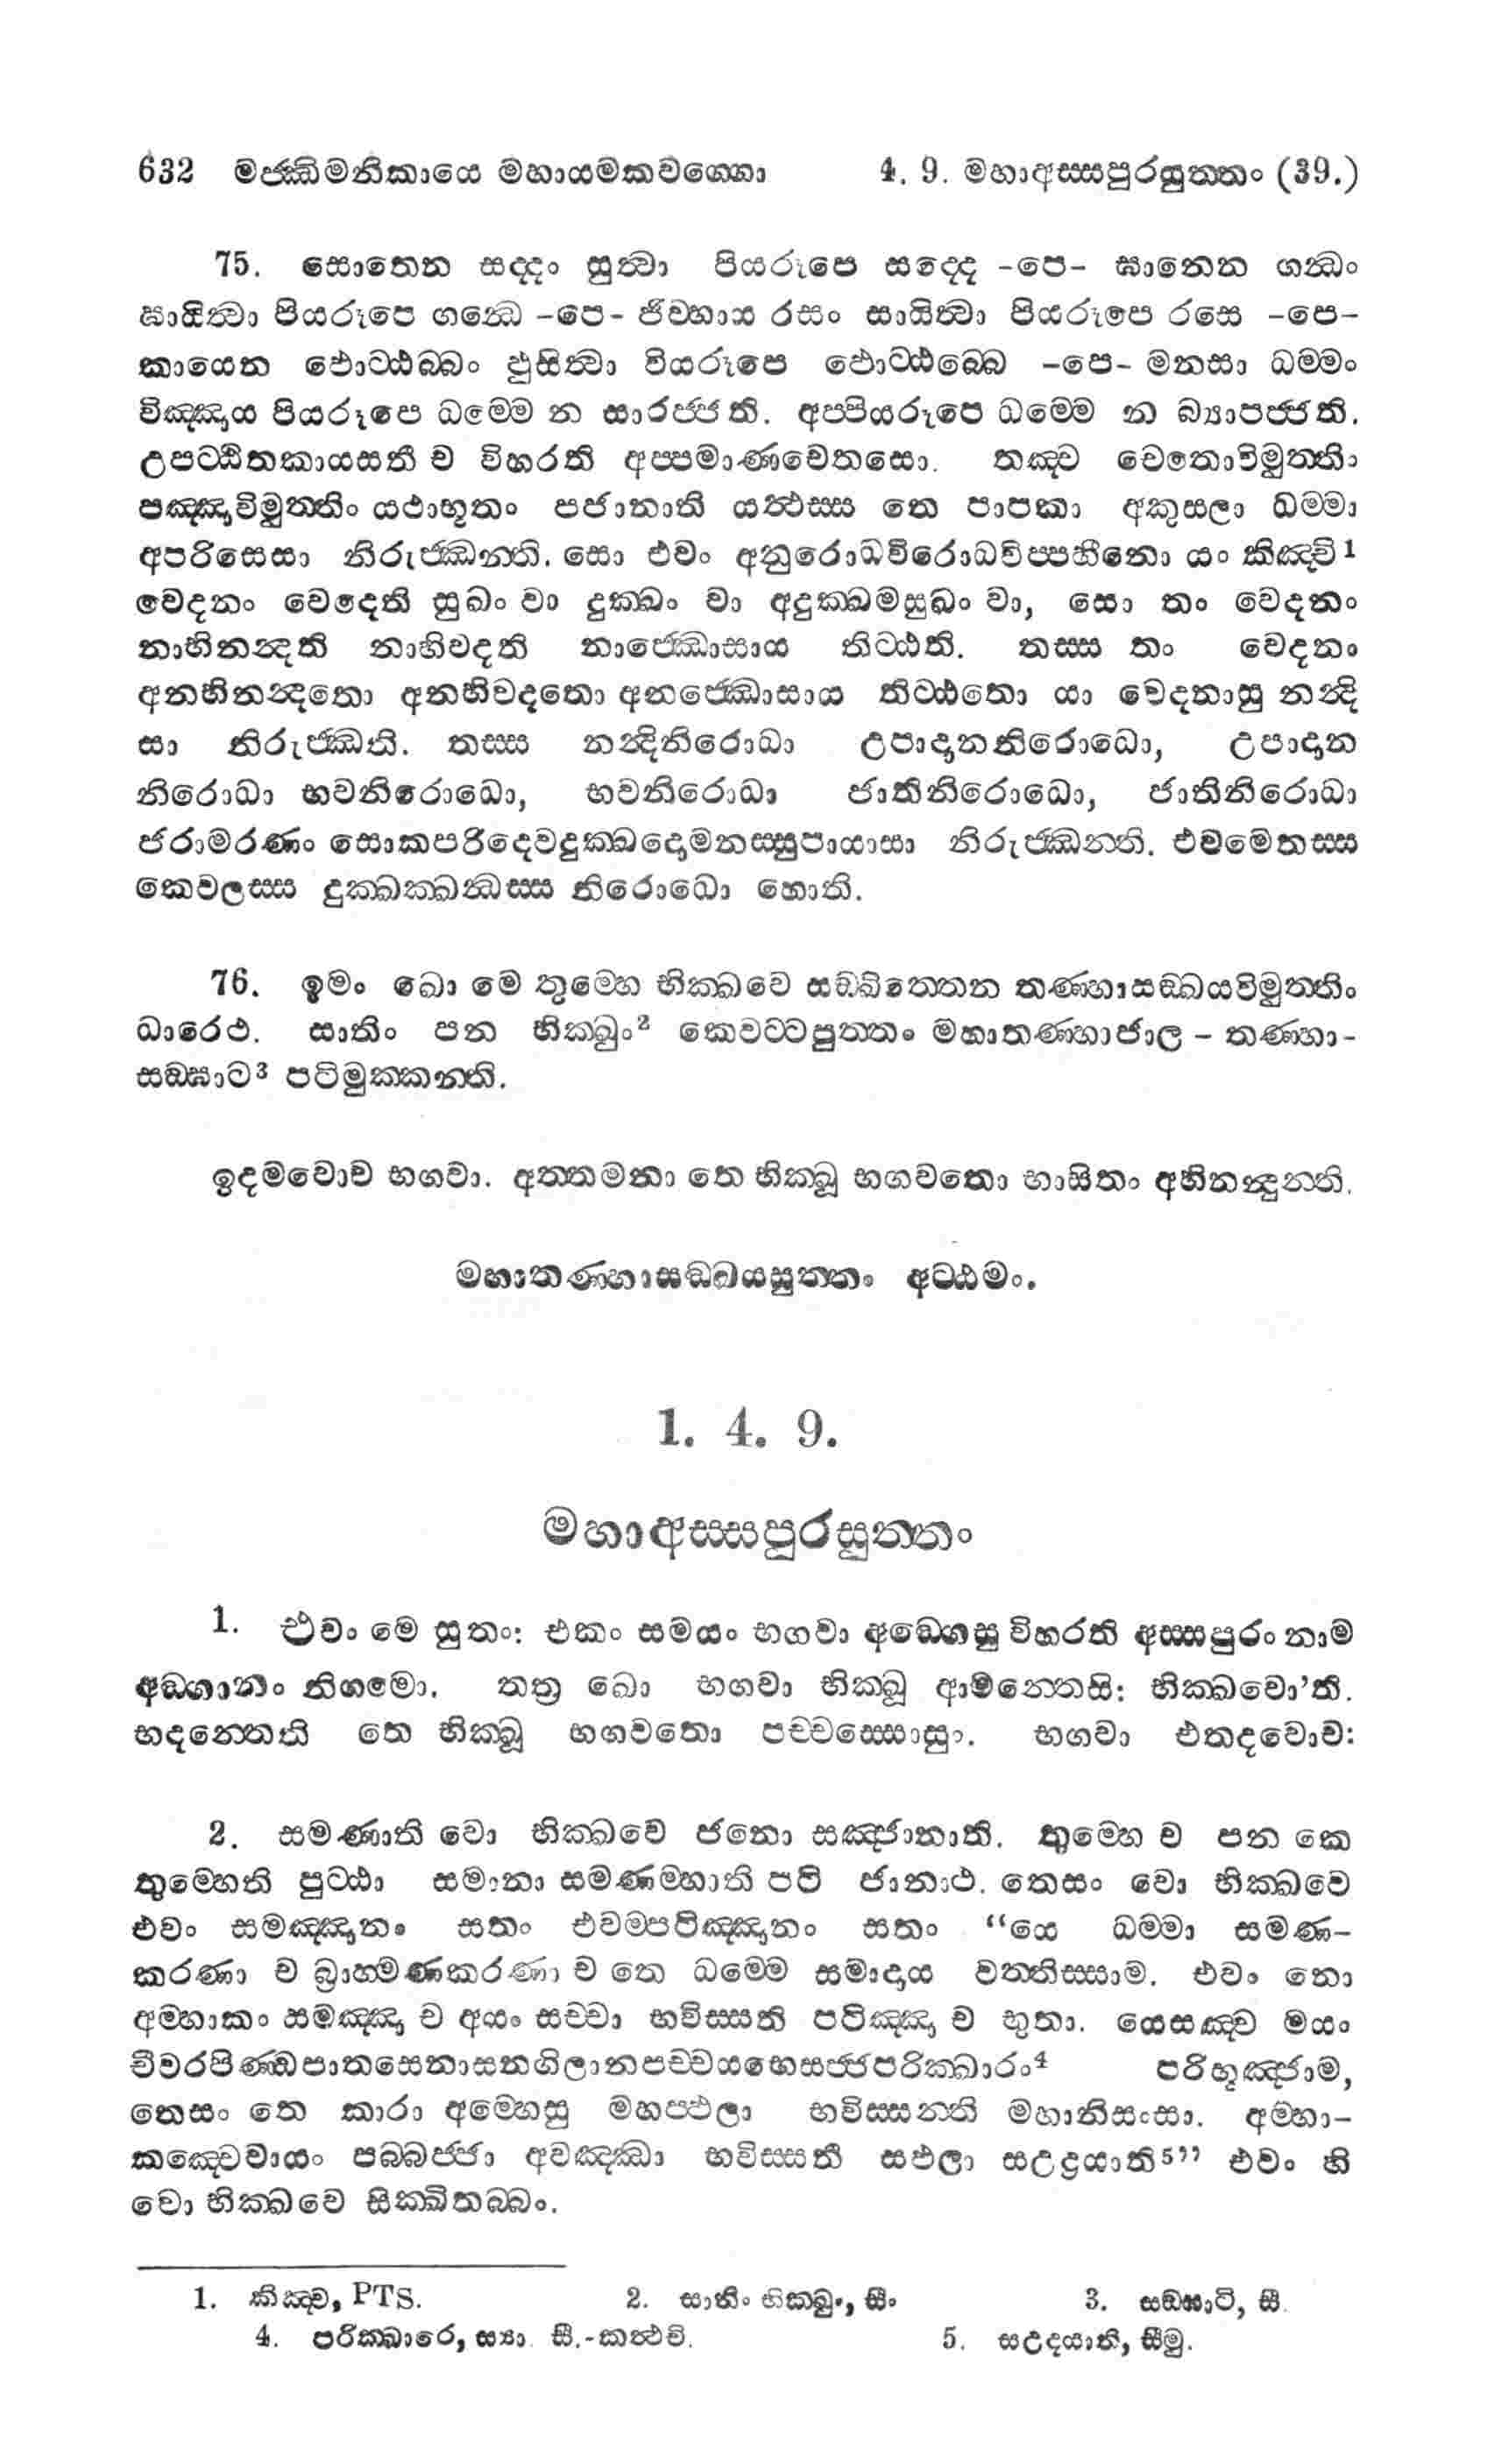 632 මජ්ඣිමනිකායෙ මහායමකවග්ගො 4. 9. මහාඅස්සපුරසුත්තං (39.)
75. සොතෙන සද්දං සුත්වා පියරූපෙ සද්දෙ -පෙ- ඝානෙන ගන්ධං
ඝායිත්වා පියරූපෙ ගන්ධෙ -පෙ- ජිව්හාය රසං සායිත්වා පියරූපෙ රසෙ -පෙ-
කායෙන ඵොට්ඨබ්බං ඵුසිත්වා පියරූපෙ ඵොට්ඨබ්බෙ -පෙ- මනසා ධම්මං
විඤ්ඤාය පියරූපෙ ධම්මෙ න සාරජ්ජති. අප්පියරූපෙ ධම්මෙ න බ්‍යාපජ්ජති.
උපට්ඨිතකායසතී ච විහරති අප්පමාණචෙතසො. තඤ්ච චෙතොවිමුත්තිං
පඤ්ඤාවිමුත්තිං යථාභූතං පජානාති යත්ථස්ස තෙ පාපකා අකුසලා ධම්මා
අපරිසෙසා නිරුජ්ඣන්ති. සො එවං අනුරොධවිරොධවිප්පහීනො යං කිඤ්චි¹
වෙදනං වෙදෙති සුඛං වා දුක්ඛං වා අදුක්ඛමසුඛං වා, සො තං වෙදනං
නාභිනන්දති නාභිවදති නාජ්ඣොසාය තිට්ඨති. තස්ස තං වෙදනං
අනභිනන්දතො අනභිවදතො අනජ්ඣොසාය තිට්ඨතො යා වෙදනාසු නන්දි
සා නිරුජ්ඣති. තස්ස නන්දිනිරොධා උපාදානනිරොධො, උපාදාන
නිරොධා භවනිරොධො, භවනිරොධා ජාතිනිරොධො, ජාතිනිරොධා
ජරාමරණං සොකපරිදෙවදුක්ඛදොමනස්සුපායාසා නිරුජ්ඣන්ති. එවමෙතස්ස
කෙවලස්ස දුක්ඛක්ඛන්ධස්ස නිරොධො හොති.
76. ඉමං ඛො මෙ තුම්හෙ භික්ඛවෙ සඞ්ඛිත්තෙන තණ්හාසඞ්ඛයවිමුත්තිං
ධාරෙථ. සාතිං පන භික්ඛුං² කෙවට්ටපුත්තං මහාතණ්හාජාල - තණ්හා-
සඞ්ඝාට³ පටිමුක්කන්ති.
ඉදමවොච භගවා. අත්තමනා තෙ භික්ඛූ භගවතො භාසිතං අභිනන්දුන්ති.
මහාතණ්හාසඞ්ඛයසුත්තං අට්ඨමං.
1. 4. 9.
මහාඅස්සපුරසුත්තං
1. එවං මෙ සුතං: එකං සමයං භගවා අඞ්ගෙසු විහරති අස්සපුරං නාම
අඞ්ගානං නිගමො. තත්‍ර ඛො භගවා භික්ඛූ ආමන්තෙසි: භික්ඛවො'ති.
භදන්තෙති තෙ භික්ඛූ භගවතො පච්චස්සොසුං. භගවා එතදවොච:
2. සමණාති වො භික්ඛවෙ ජනො සඤ්ජානාති. තුම්හෙ ච පන කෙ
තුම්හෙති පුට්ඨා සමානා සමණම්හාති පටි ජානාථ. තෙසං වො භික්ඛවෙ
එවං සමඤ්ඤානං සතං එවම්පටිඤ්ඤානං සතං “යෙ ධම්මා සමණ-
කරණා ච බ්‍රාහ්මණකරණා ච තෙ ධම්මෙ සමාදාය වත්තිස්සාම. එවං නො
අම්හාකං සමඤ්ඤා ච අයං සච්චා භවිස්සති පටිඤ්ඤා ච භුතා. යෙසඤ්ච මයං
චීවරපිණ්ඩපාතසෙනාසනගිලානපච්චයභෙසජ්ජපරික්ඛාරං⁴ පරිභුඤ්ජාම,
තෙසං තෙ කාරා අම්හෙසු මහප්ඵලා භවිස්සන්ති මහානිසංසා. අම්හා-
කඤ්චෙවායං පබ්බජ්ජා අවඤ්ඣා භවිස්සති සඵලා සඋද්‍රයාති⁵” එවං හි
වො භික්ඛවෙ සික්ඛිතබ්බං.
1. කිඤ්ච, PTS. 2. සාතිං භික්ඛුං, සී. 3. සඞ්ඝාටි, සී.
4. පරික්ඛාරෙ, ස්‍යා. සී.-කත්ථචි. 5. සඋදයාති, සීමු.